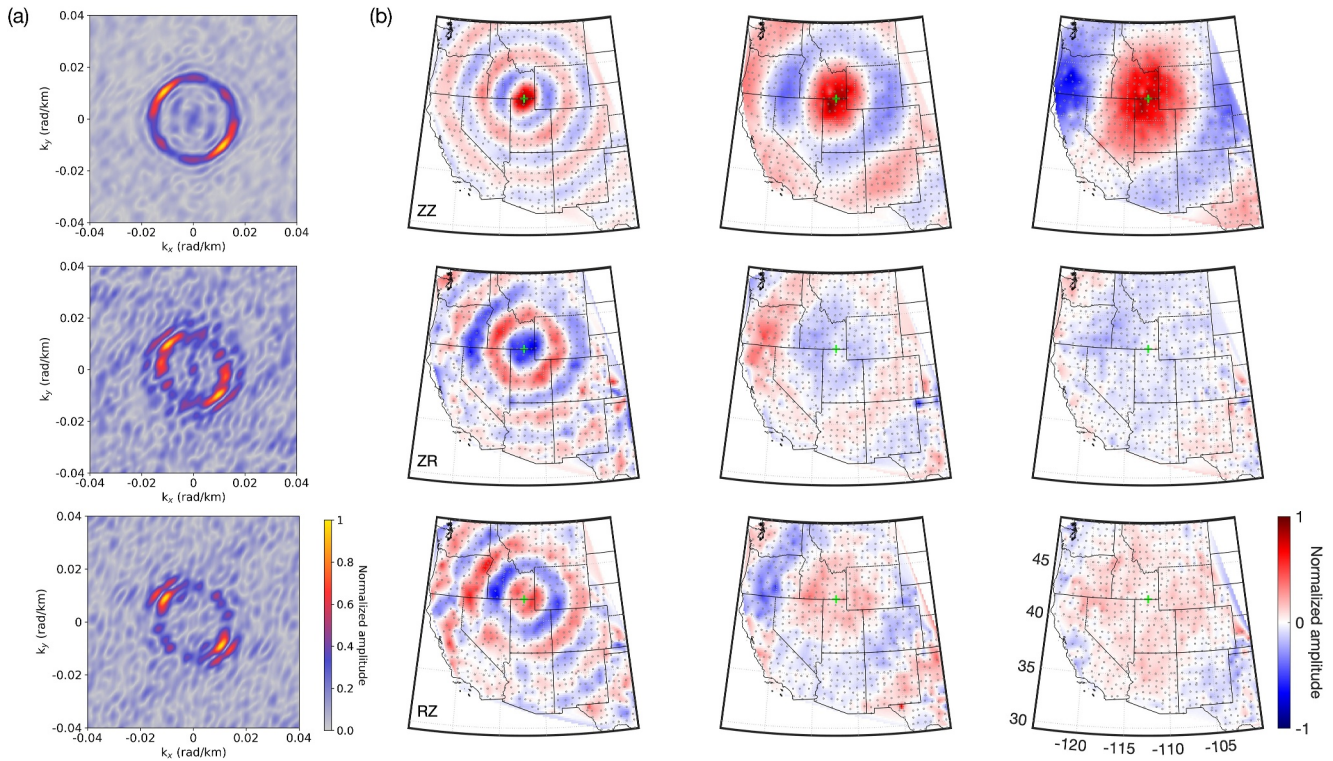 (a)
(b)
0.04
0.02
0
-0.02
-0.04
k_y (rad/km)
-0.04 -0.02 0 0.02 0.04
k_x (rad/km)
ZZ
0.04
0.02
0
-0.02
-0.04
k_y (rad/km)
-0.04 -0.02 0 0.02 0.04
k_x (rad/km)
ZR
0.04
0.02
0
-0.02
-0.04
k_y (rad/km)
-0.04 -0.02 0 0.02 0.04
k_x (rad/km)
1
0.8
0.6
0.4
0.2
0.0
Normalized amplitude
RZ
45
40
35
30
-120 -115 -110 -105
1
0
-1
Normalized amplitude